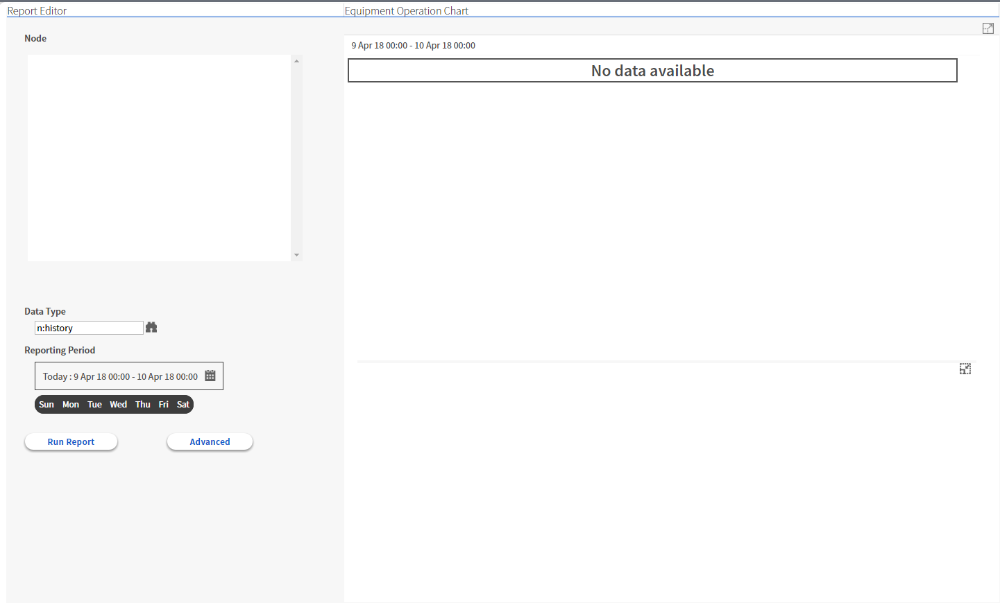 Report Editor
Equipment Operation Chart
Node
9 Apr 18 00:00 - 10 Apr 18 00:00
No data available
Data Type
n:history
Reporting Period
Today : 9 Apr 18 00:00 - 10 Apr 18 00:00
Sun Mon Tue Wed Thu Fri Sat
Run Report
Advanced